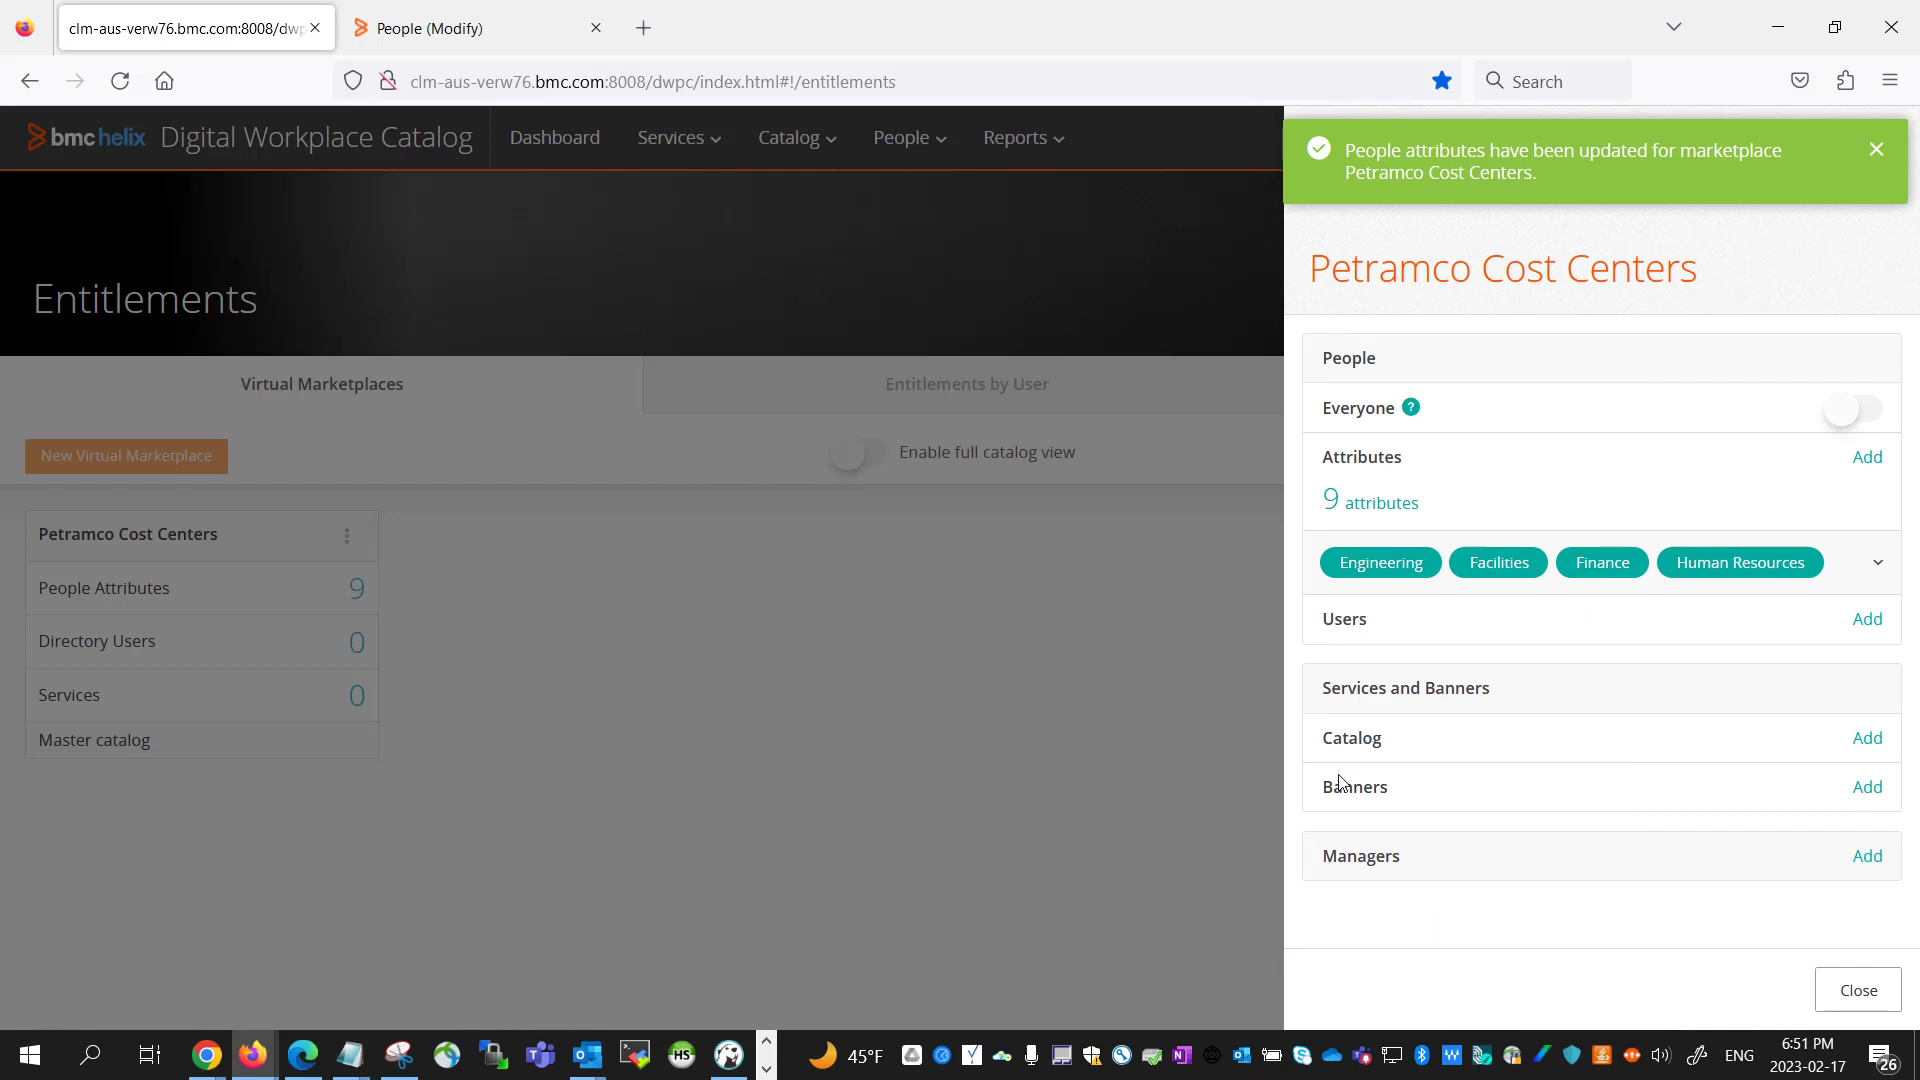 clm-aus-verw76.bmc.com:8008/dwp
People (Modify)
clm-aus-verw76.bmc.com:8008/dwpc/index.html#!/entitlements
Search
bmchelix Digital Workplace Catalog
Dashboard
Services
Catalog
People
Reports
People attributes have been updated for marketplace
Petramco Cost Centers.
Entitlements
Petramco Cost Centers
Virtual Marketplaces
Entitlements by User
New Virtual Marketplace
Enable full catalog view
Petramco Cost Centers
People Attributes 9
Directory Users 0
Services 0
Master catalog
People
Everyone ?
Attributes Add
9 attributes
Engineering Facilities Finance Human Resources
Users Add
Services and Banners
Catalog Add
Banners Add
Managers Add
Close
45°F
ENG
6:51 PM
2023-02-17
26